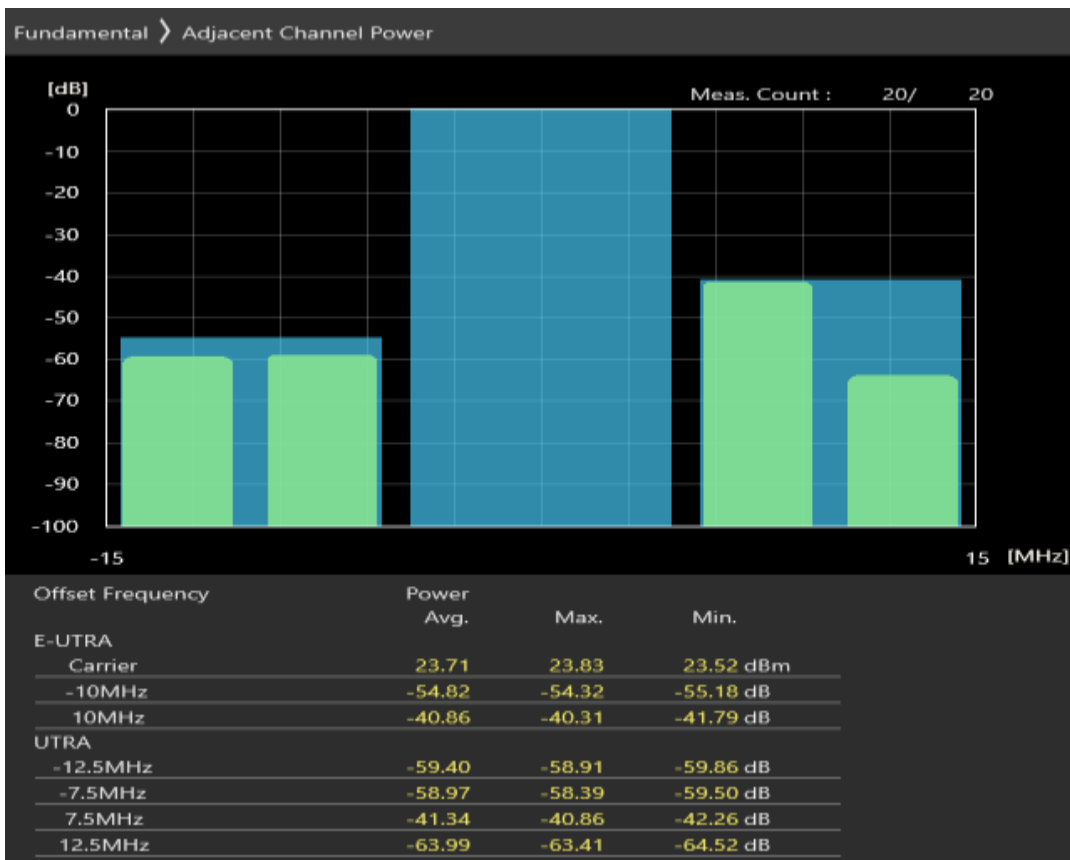 Fundamental 〉 Adjacent Channel Power
[dB]
Meas. Count : 20/ 20
0
-10
-20
-30
-40
-50
-60
-70
-80
-90
-100
-15 15 [MHz]
Offset Frequency Power
Avg. Max. Min.
E-UTRA
Carrier 23.71 23.83 23.52 dBm
-10MHz -54.82 -54.32 -55.18 dB
10MHz -40.86 -40.31 -41.79 dB
UTRA
-12.5MHz -59.40 -58.91 -59.86 dB
-7.5MHz -58.97 -58.39 -59.50 dB
7.5MHz -41.34 -40.86 -42.26 dB
12.5MHz -63.99 -63.41 -64.52 dB